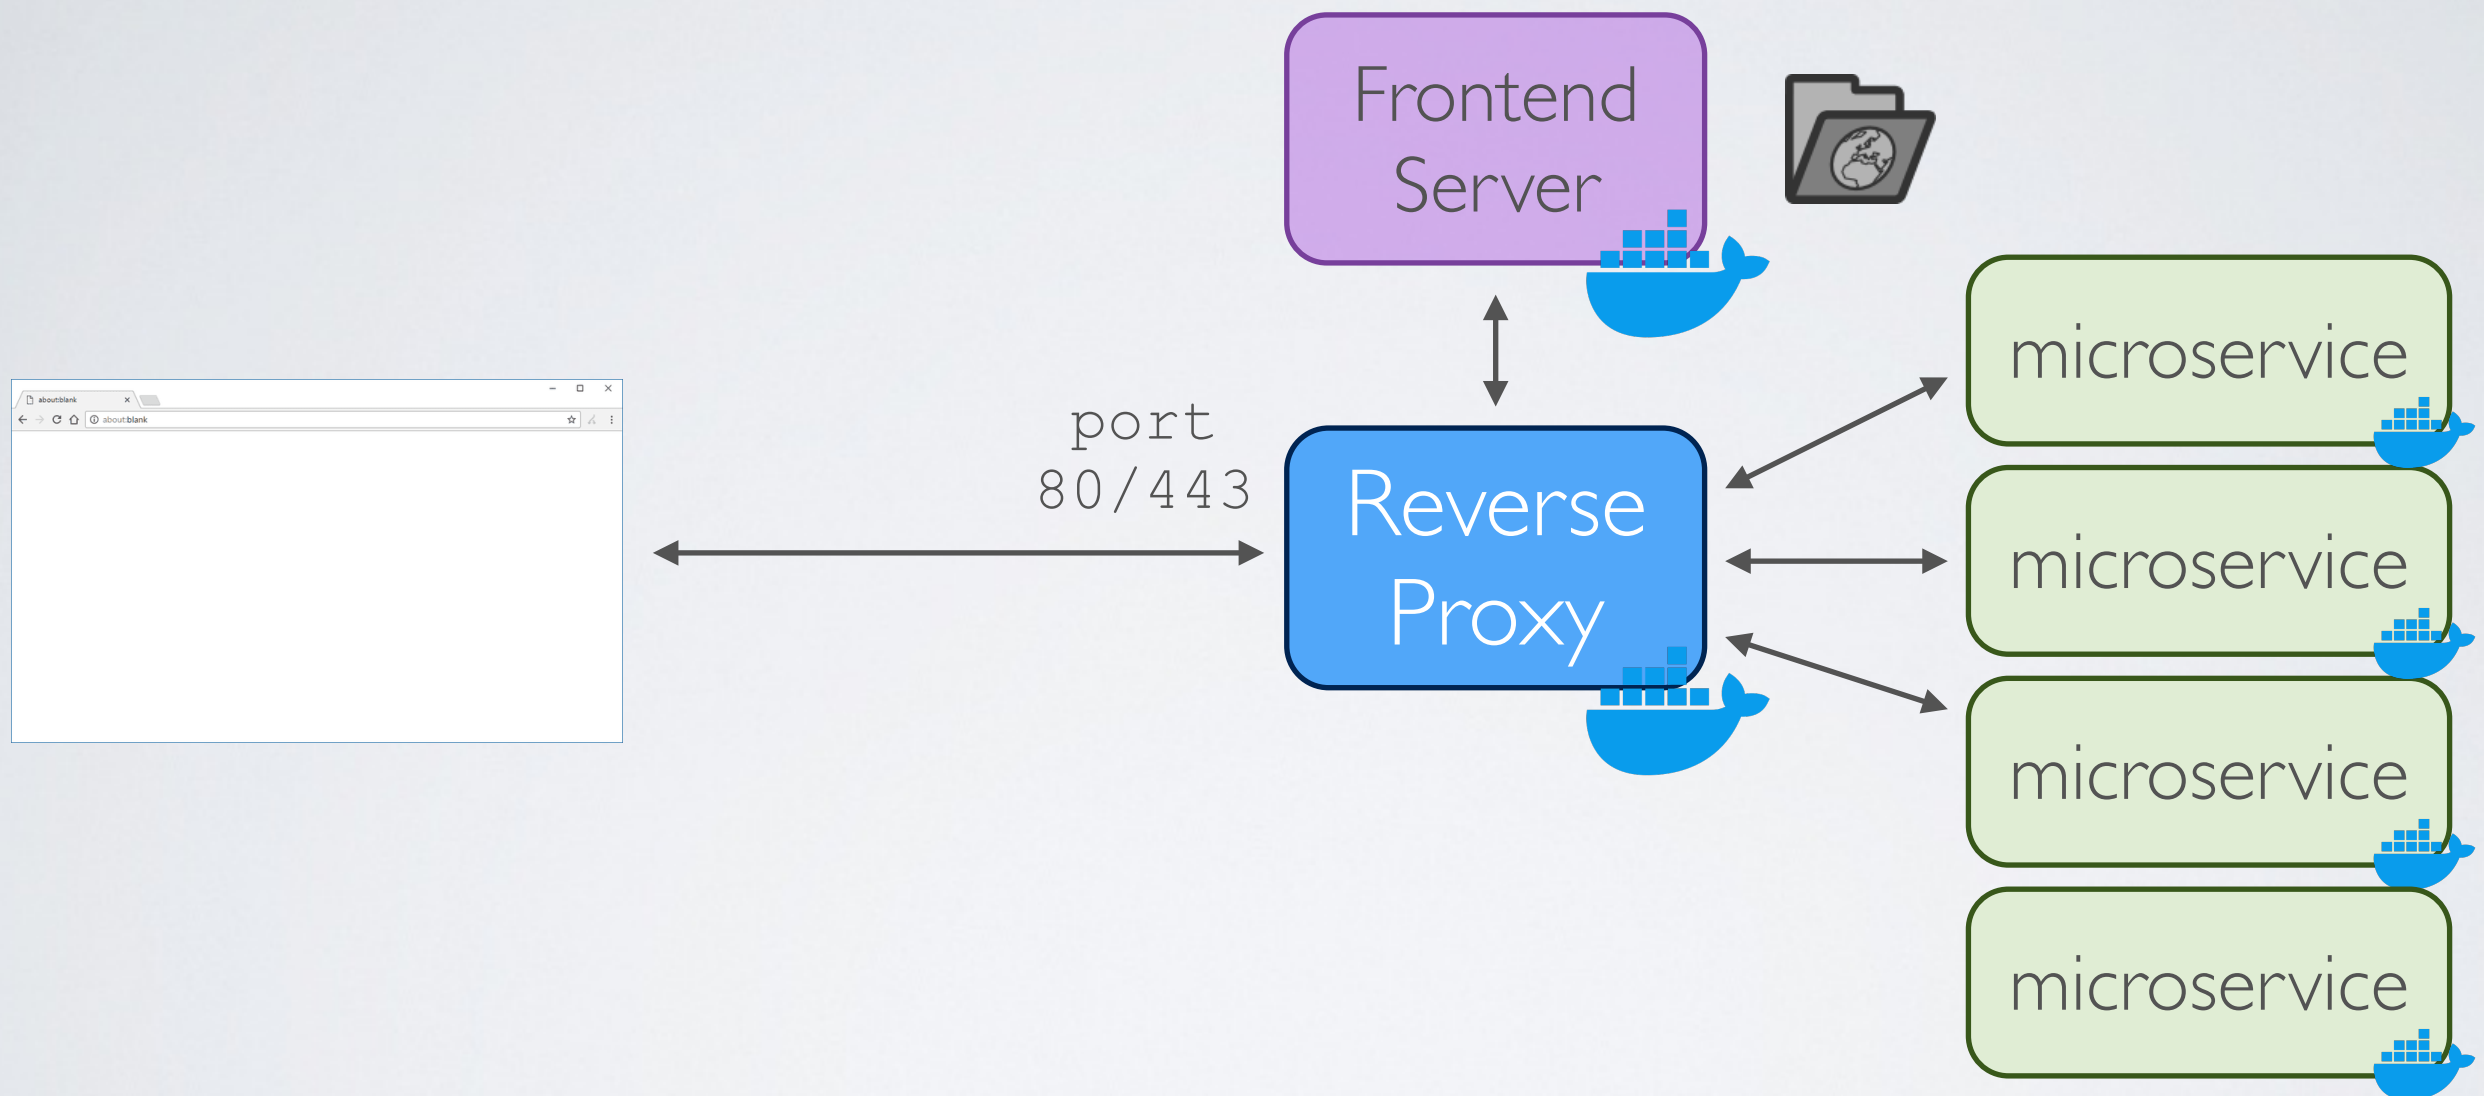 Frontend
Server
about:blank
about:blank
port
80/443
Reverse
Proxy
microservice
microservice
microservice
microservice